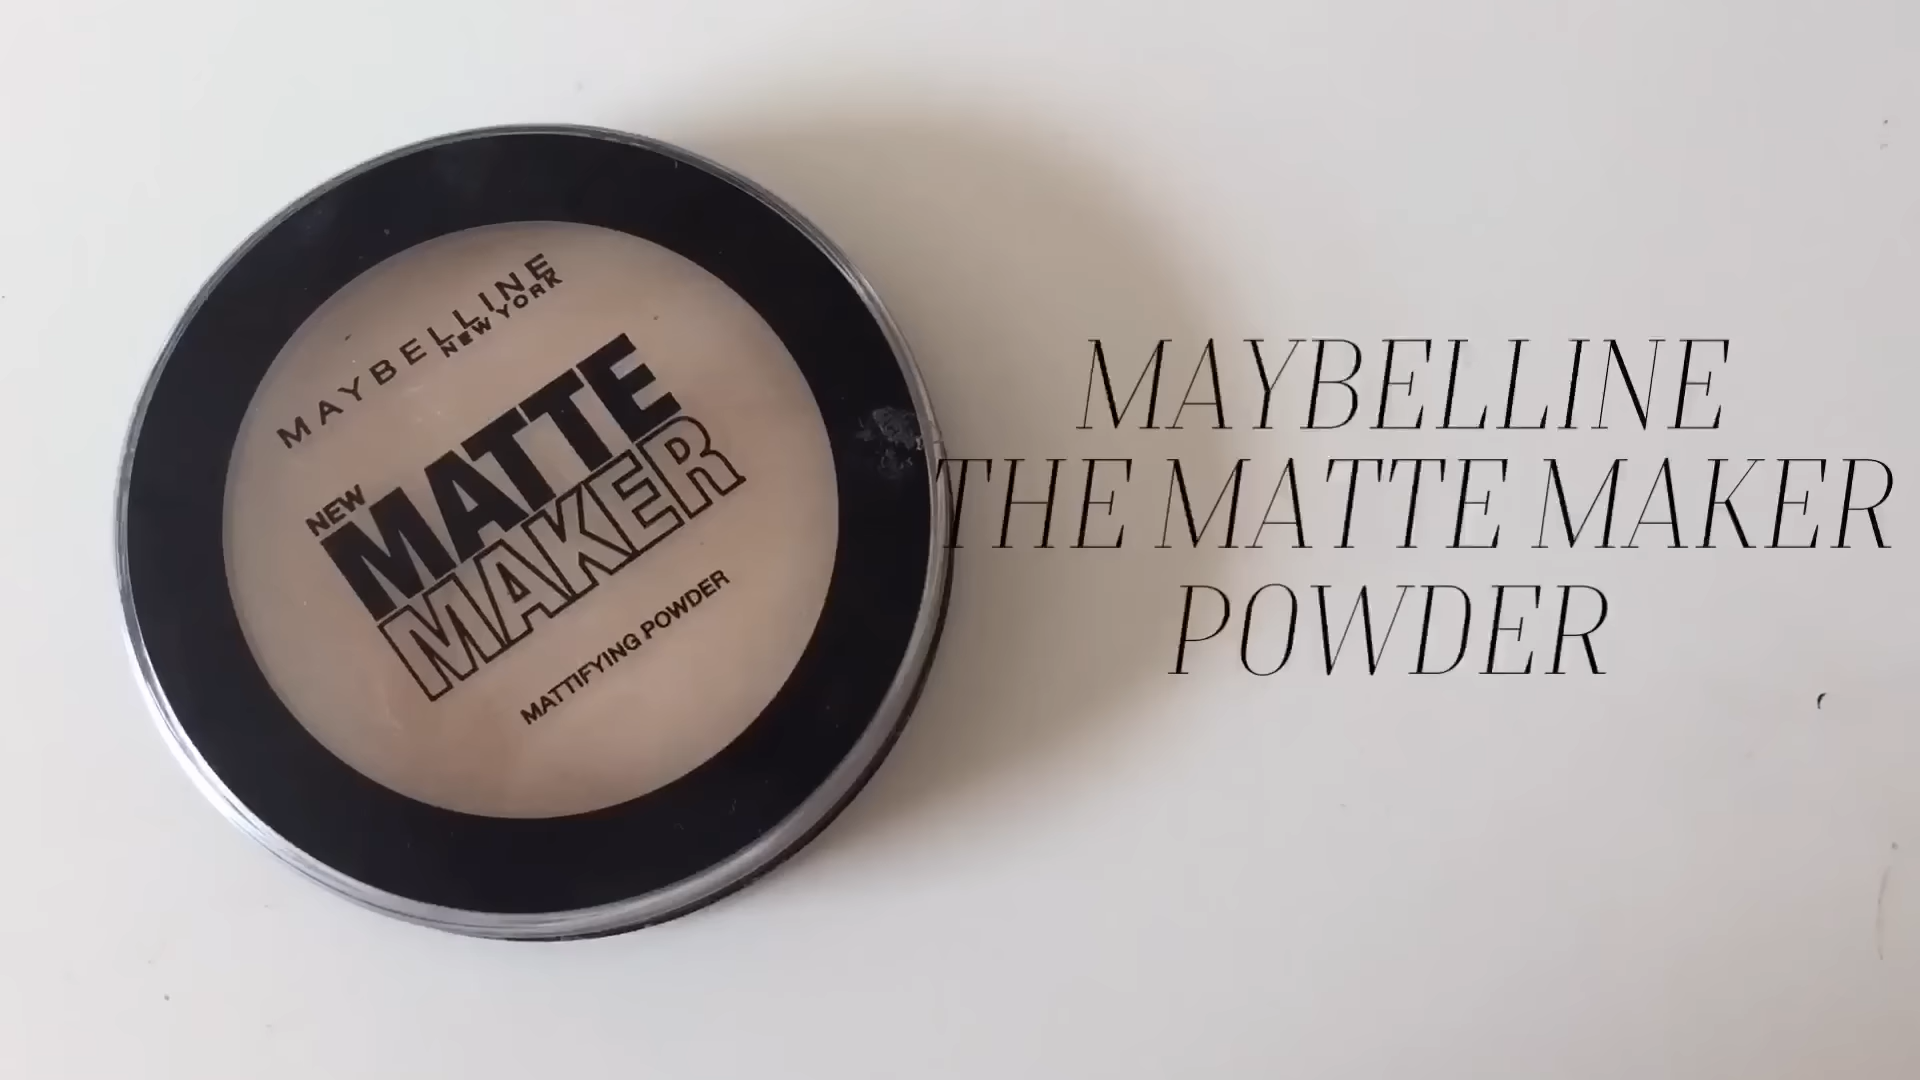 MAYBELLINE
NEW YORK
NEW
MATTE
MAKER
MATTIFYING POWDER
MAYBELLINE
THE MATTE MAKER
POWDER